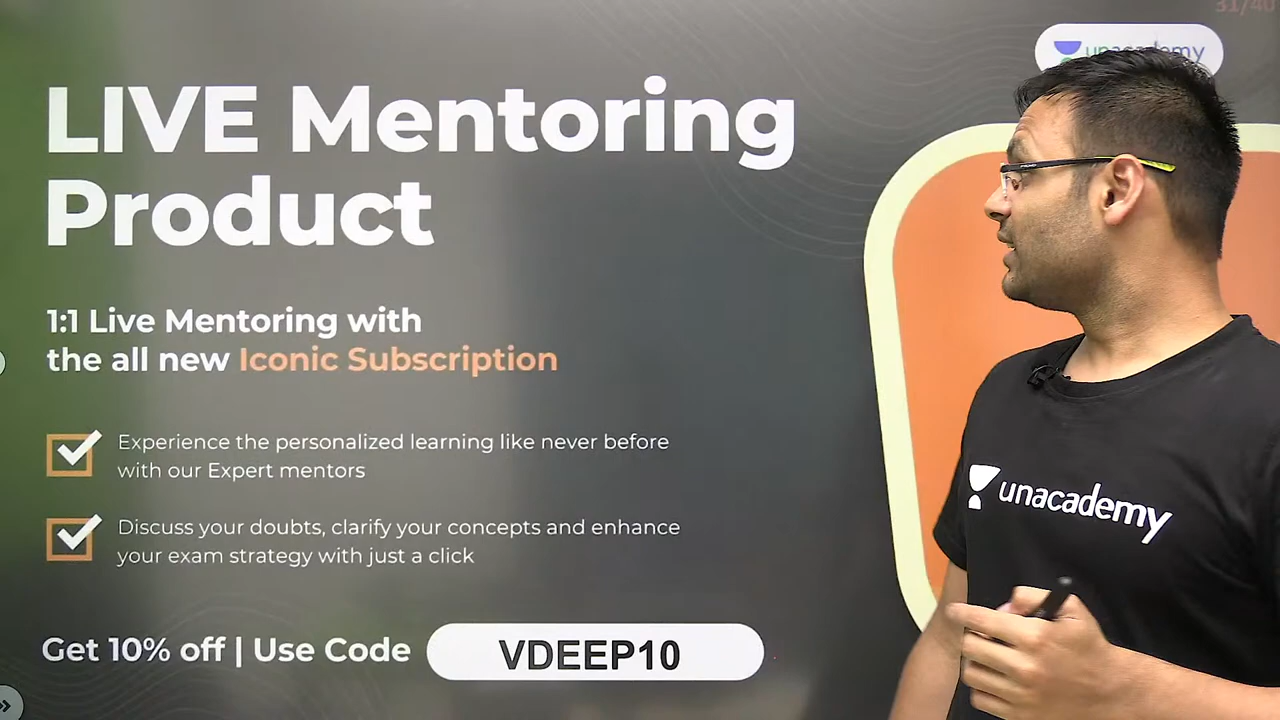 31/40
unacademy
LIVE Mentoring
Product
1:1 Live Mentoring with
the all new Iconic Subscription
Experience the personalized learning like never before
with our Expert mentors
Discuss your doubts, clarify your concepts and enhance
your exam strategy with just a click
Get 10% off | Use Code VDEEP10
unacademy